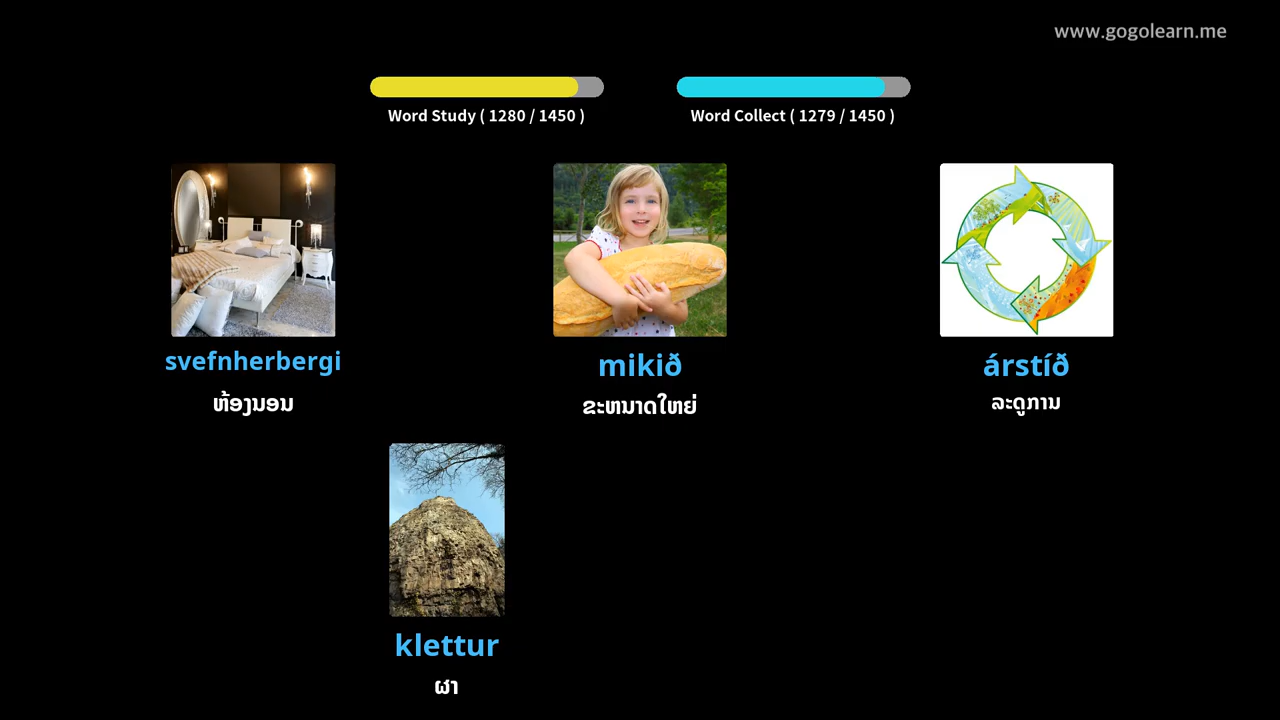 www.gogolearn.me
Word Study ( 1280 / 1450 )
Word Collect ( 1279 / 1450 )
svefnherbergi
ຫ້ອງນອນ
mikið
ຂະຫນາດໃຫຍ່
árstíð
ລະດູການ
klettur
ຜາ